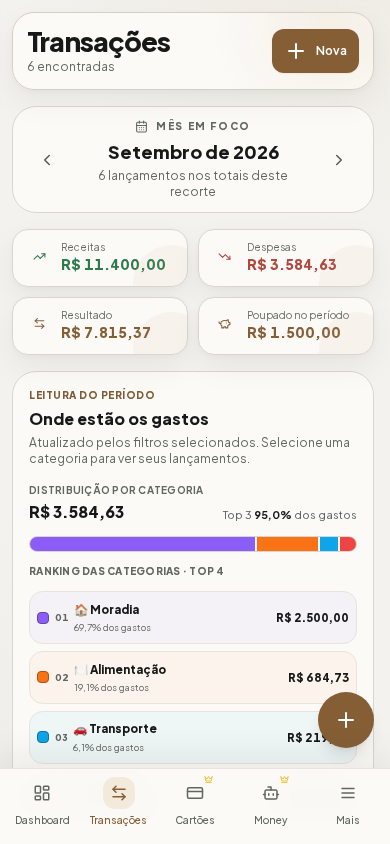 Transações
6 encontradas
Nova
MÊS EM FOCO
Setembro de 2026
6 lançamentos nos totais deste
recorte
Receitas
R$ 11.400,00
Despesas
R$ 3.584,63
Resultado
R$ 7.815,37
Poupado no período
R$ 1.500,00
LEITURA DO PERÍODO
Onde estão os gastos
Atualizado pelos filtros selecionados. Selecione uma
categoria para ver seus lançamentos.
DISTRIBUIÇÃO POR CATEGORIA
R$ 3.584,63
Top 3 95,0% dos gastos
RANKING DAS CATEGORIAS · TOP 4
01 Moradia R$ 2.500,00
69,7% dos gastos
02 Alimentação R$ 684,73
19,1% dos gastos
03 Transporte R$
6,1% dos gastos
Dashboard
Transações
Cartões
Money
Mais